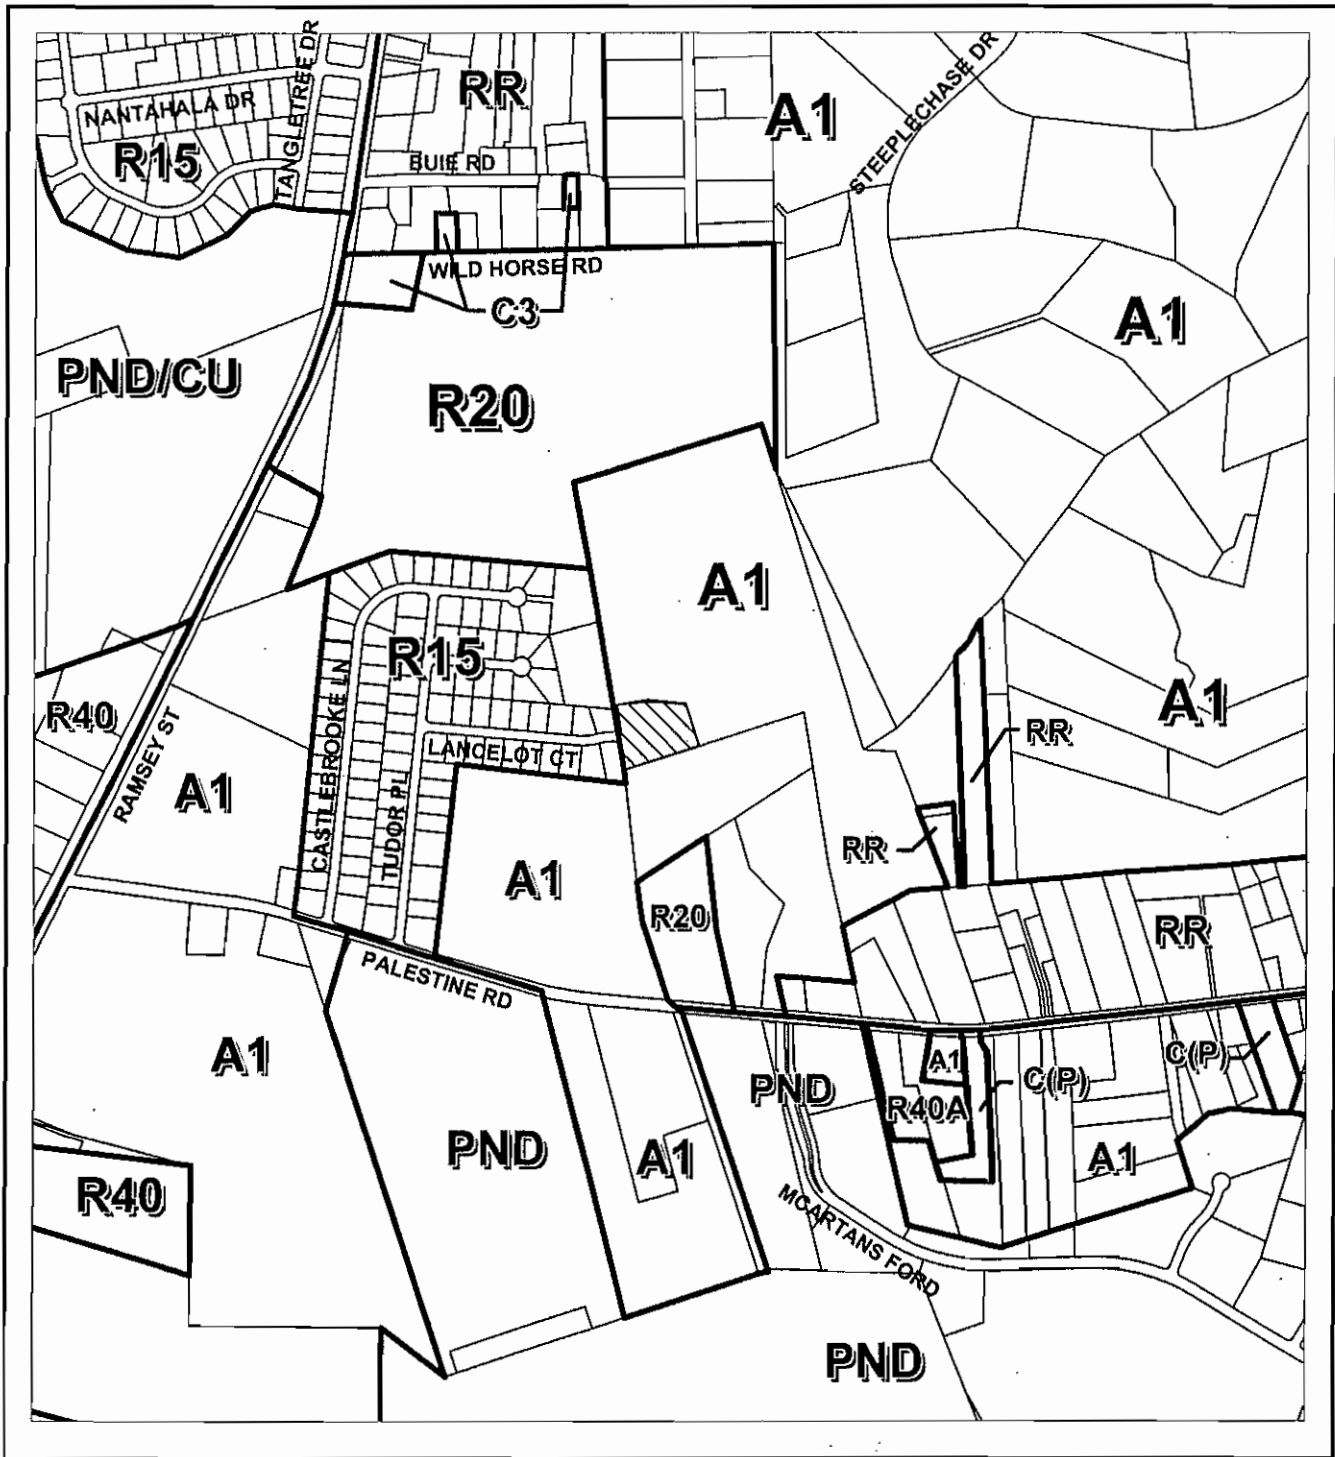 TANGLETREE DR
STEEPLECHASE DR
RR
A1
NANTAHALA DR
R15
BUIE RD
WILD HORSE RD
C3
A1
PND/CU
R20
A1
R15
R40
RAMSEY ST
CASTLEBROOKE LN
LANCELOT CT
TUDOR PL
A1
A1
RR
RR
A1
R20
RR
PALESTINE RD
A1
PND
A1
C(P)
C(P)
R40A
PND
A1
A1
R40
MCARTANS FORD
PND